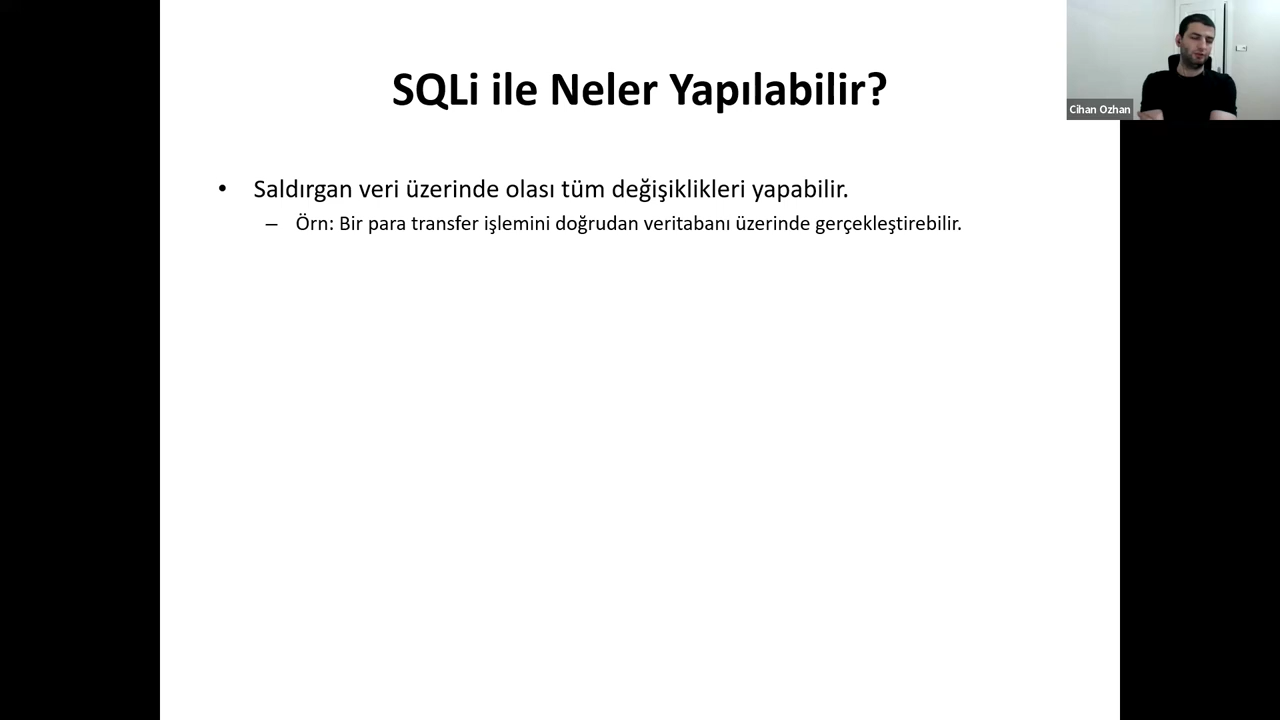 SQLi ile Neler Yapılabilir?
Cihan Ozhan
• Saldırgan veri üzerinde olası tüm değişiklikleri yapabilir.
– Örn: Bir para transfer işlemini doğrudan veritabanı üzerinde gerçekleştirebilir.